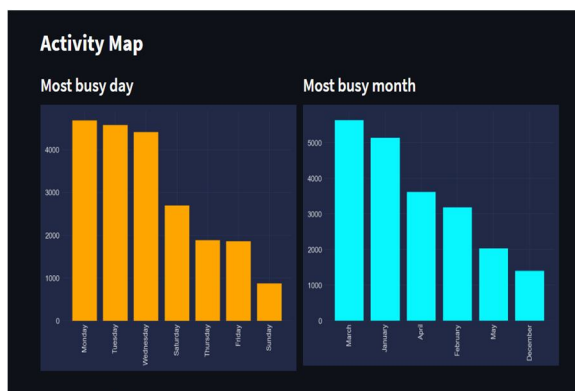 Activity Map
Most busy day
4000
3000
2000
1000
0
Monday
Tuesday
Wednesday
Saturday
Thursday
Friday
Sunday
Most busy month
5000
4000
3000
2000
1000
0
March
January
April
February
May
December